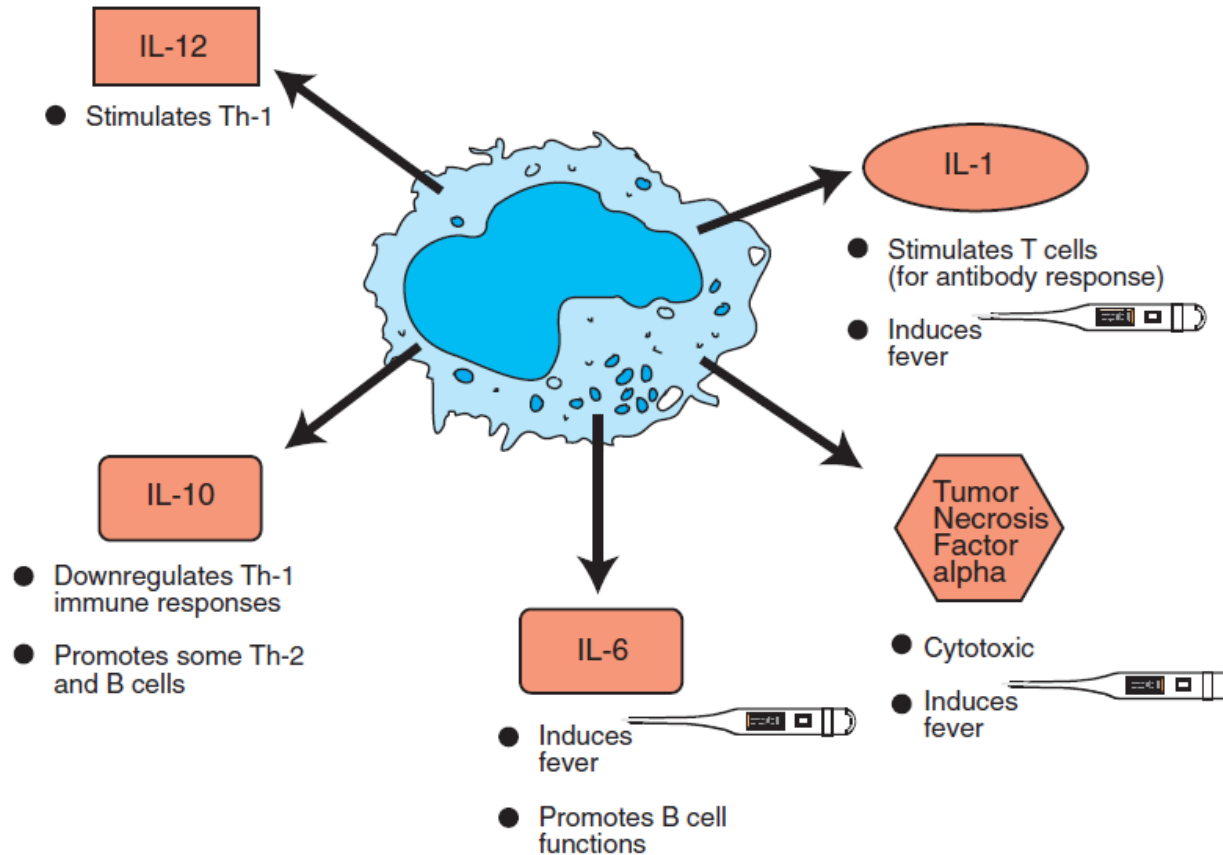 IL-12
● Stimulates Th-1
IL-1
● Stimulates T cells
(for antibody response)
● Induces
fever
IL-10
● Downregulates Th-1
immune responses
● Promotes some Th-2
and B cells
IL-6
● Induces
fever
● Promotes B cell
functions
Tumor
Necrosis
Factor
alpha
● Cytotoxic
● Induces
fever